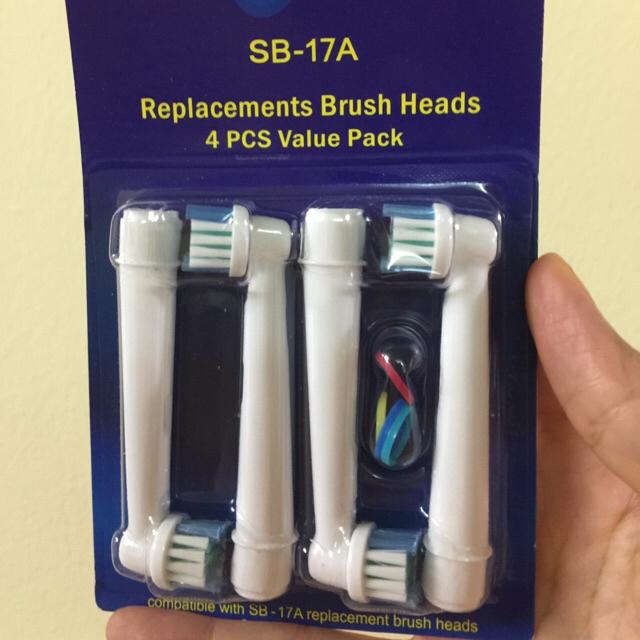 SB-17A
Replacements Brush Heads
4 PCS Value Pack
compatible with SB -17A replacement brush heads